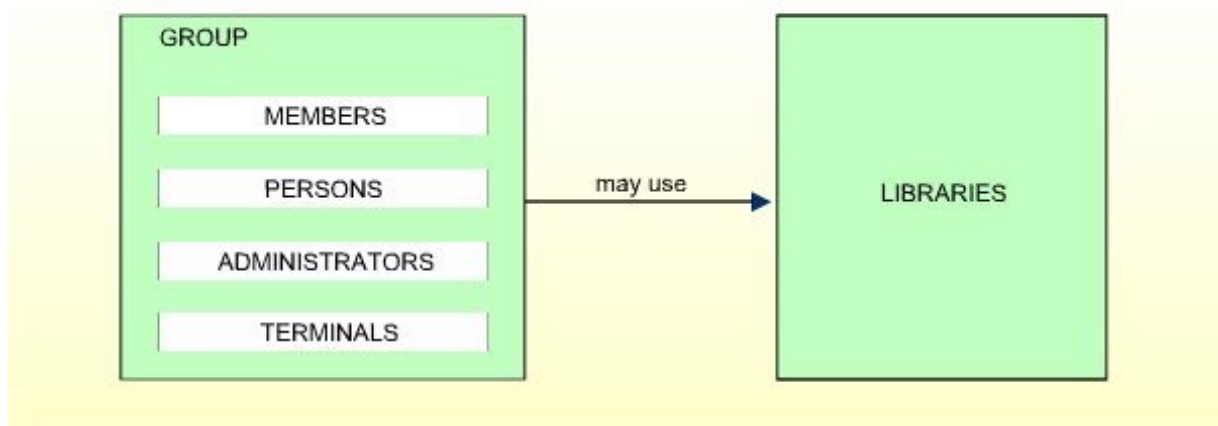 GROUP
MEMBERS
PERSONS
ADMINISTRATORS
TERMINALS
may use
LIBRARIES